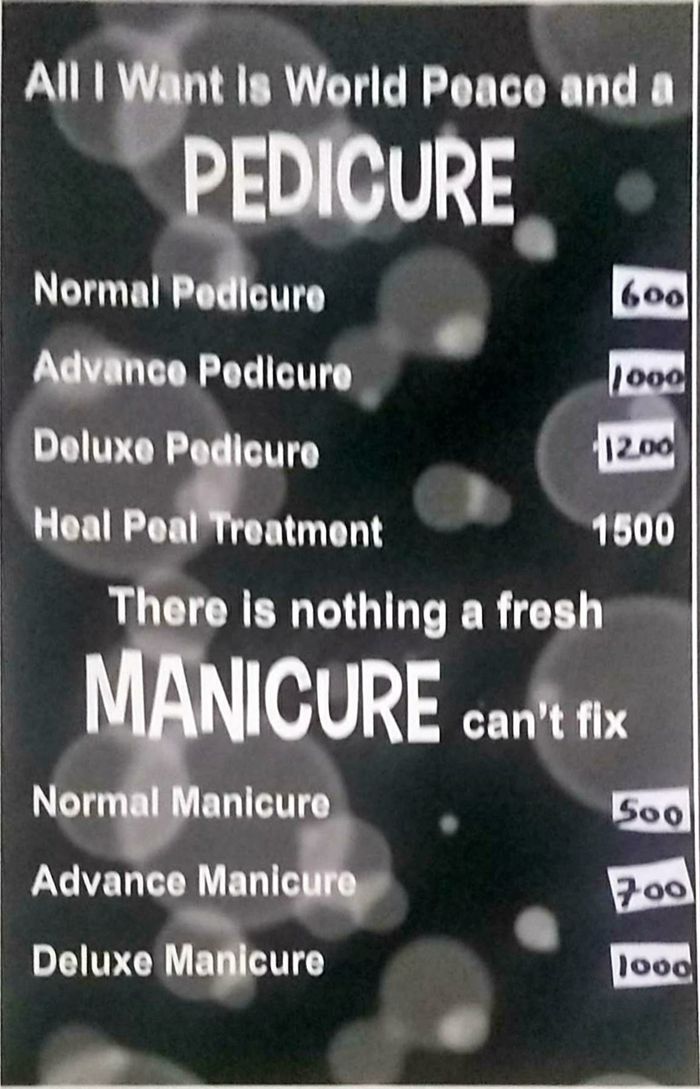 All I Want is World Peace and a
PEDICURE
Normal Pedicure 600
Advance Pedicure 1000
Deluxe Pedicure 1200
Heal Peal Treatment 1500
There is nothing a fresh
MANICURE can't fix
Normal Manicure 500
Advance Manicure 700
Deluxe Manicure 1000